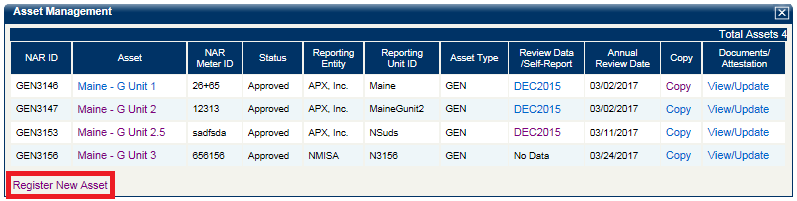 Asset Management
Total Assets 4
NAR ID Asset NAR Meter ID Status Reporting Entity Reporting Unit ID Asset Type Review Data /Self-Report Annual Review Date Copy Documents/ Attestation
GEN3146 Maine - G Unit 1 26+65 Approved APX, Inc. Maine GEN DEC2015 03/02/2017 Copy View/Update
GEN3147 Maine - G Unit 2 12313 Approved APX, Inc. MaineGunit2 GEN DEC2015 03/02/2017 Copy View/Update
GEN3153 Maine - G Unit 2.5 sadfsda Approved APX, Inc. NSuds GEN DEC2015 03/11/2017 Copy View/Update
GEN3156 Maine - G Unit 3 656156 Approved NMISA N3156 GEN No Data 03/24/2017 Copy View/Update
Register New Asset